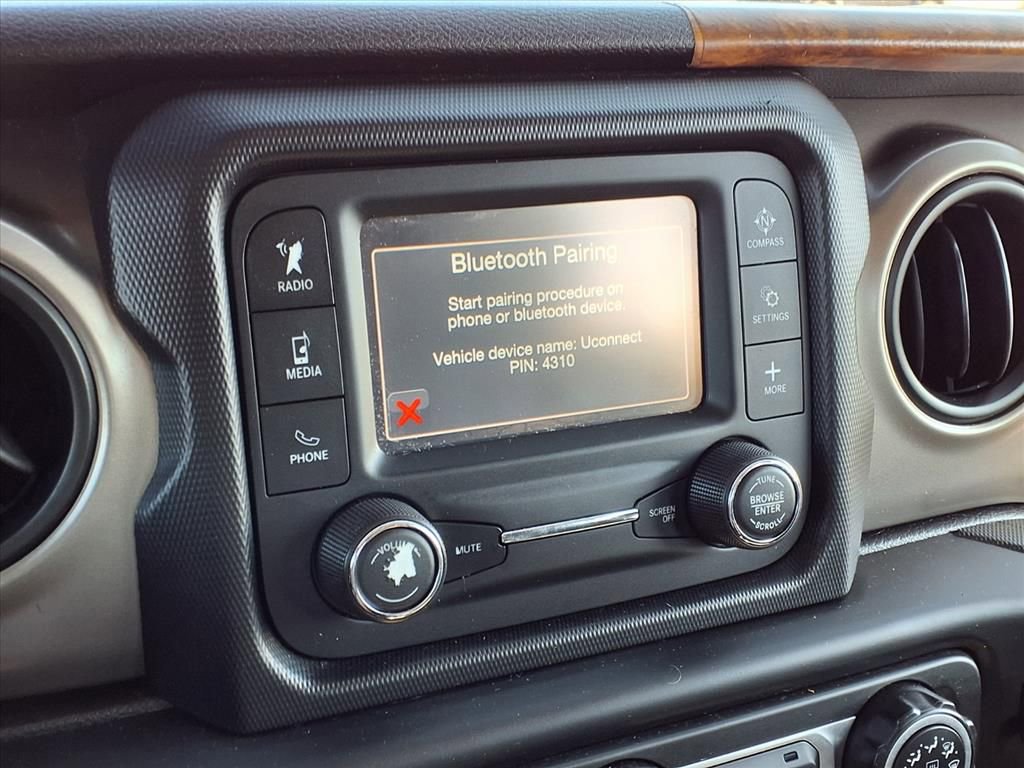 Bluetooth Pairing
Start pairing procedure on
phone or bluetooth device.
Vehicle device name: Uconnect
PIN: 4310
RADIO
MEDIA
PHONE
N
COMPASS
SETTINGS
+
MORE
MUTE
SCREEN
OFF
TUNE
BROWSE
ENTER
SCROLL